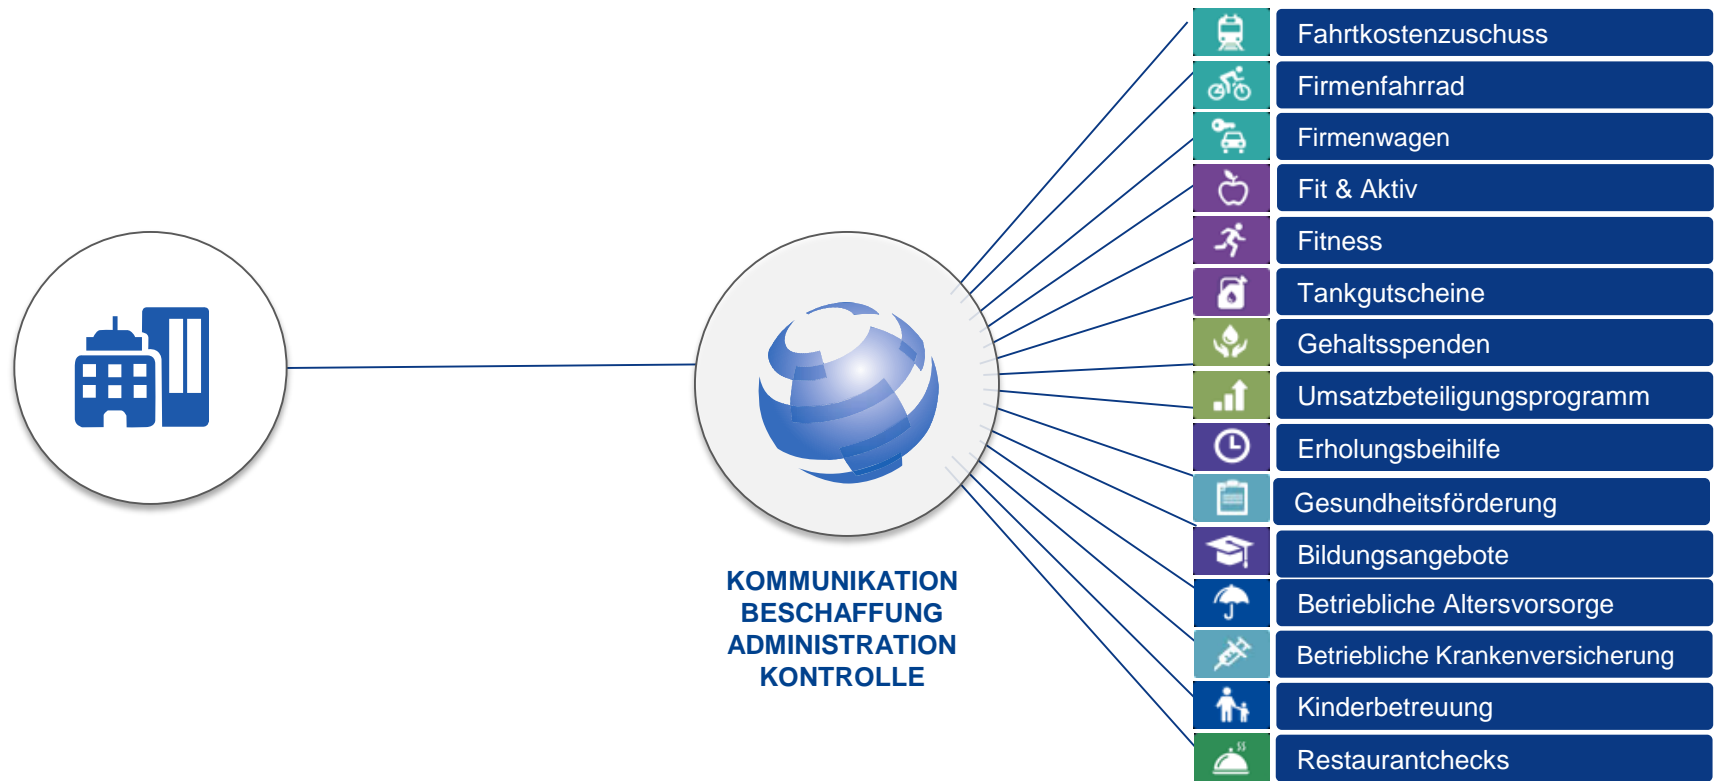 Fahrtkostenzuschuss
Firmenfahrrad
Firmenwagen
Fit & Aktiv
Fitness
Tankgutscheine
Gehaltsspenden
Umsatzbeteiligungsprogramm
Erholungsbeihilfe
Gesundheitsförderung
Bildungsangebote
Betriebliche Altersvorsorge
Betriebliche Krankenversicherung
Kinderbetreuung
Restaurantchecks
KOMMUNIKATION
BESCHAFFUNG
ADMINISTRATION
KONTROLLE